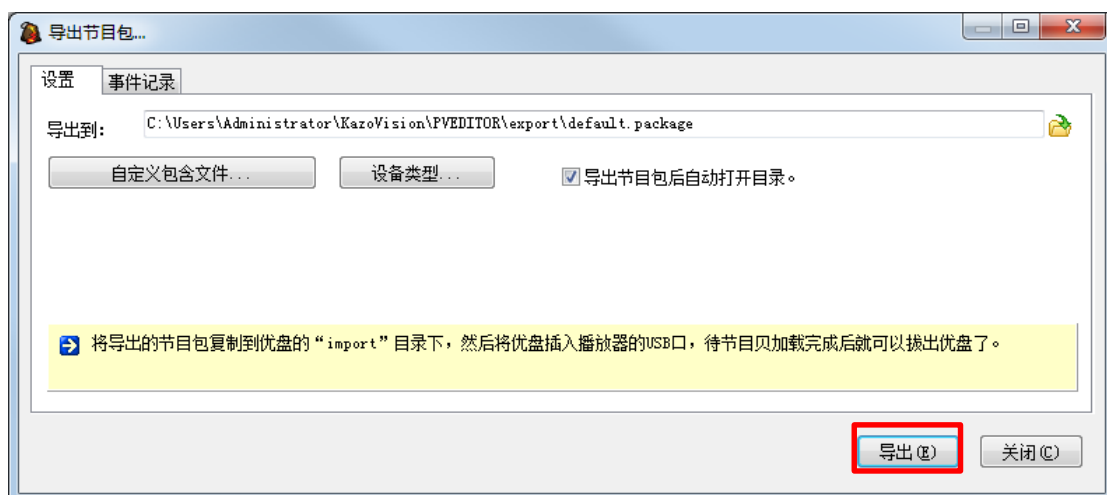 导出节目包...
设置 事件记录
导出到: C:\Users\Administrator\KazoVision\PVEDITOR\export\default.package
自定义包含文件... 设备类型... 导出节目包后自动打开目录。
将导出的节目包复制到优盘的“import”目录下，然后将优盘插入播放器的USB口，待节目贝加载完成后就可以拔出优盘了。
导出(E) 关闭(C)